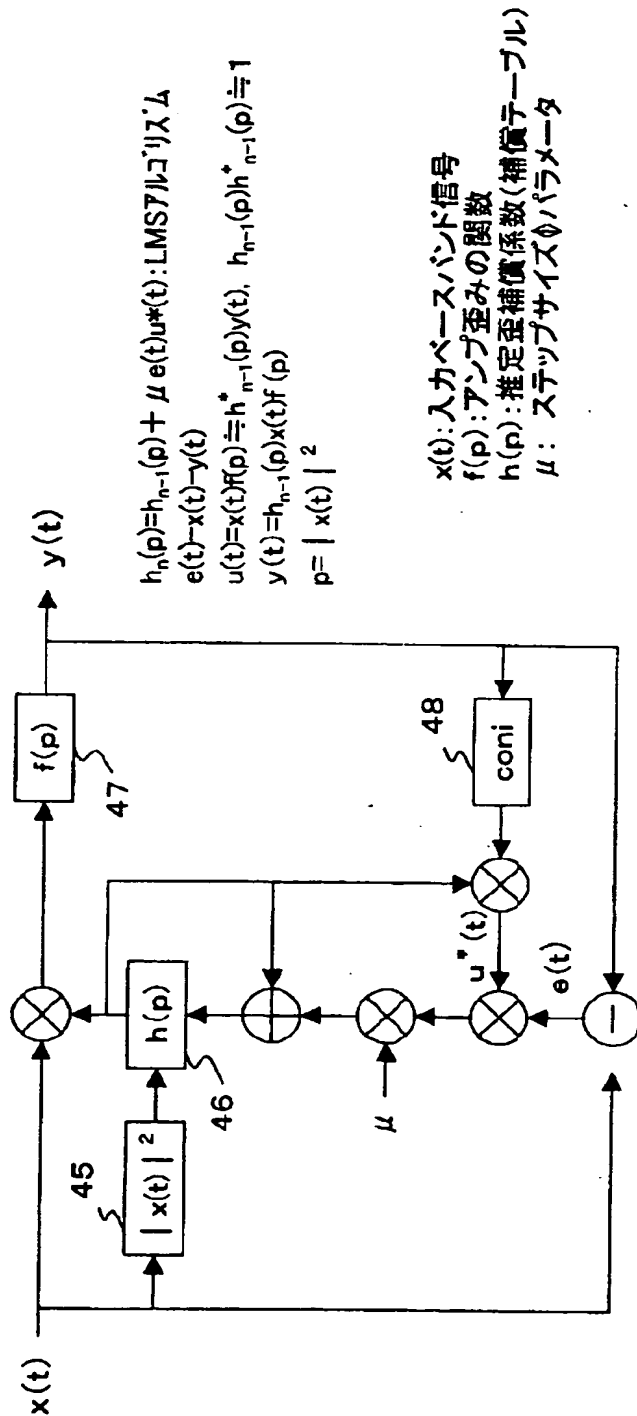 x(t)
45
| x(t) | ²
h(p)
46
f(p)
47
y(t)
coni
48
u*(t)
e(t)
μ
hₙ(p)=hₙ₋₁(p)+ μe(t)u*(t):LMSアルゴリズム
e(t)-x(t)-y(t)
u(t)=x(t)f(p)≒h*ₙ₋₁(p)y(t), hₙ₋₁(p)h*ₙ₋₁(p)≒1
y(t)=hₙ₋₁(p)x(t)f(p)
p= | x(t) | ²
x(t):入力ベースバンド信号
f(p):アンプ歪みの関数
h(p):推定歪補償係数(補償テーブル)
μ: ステップサイズ パラメータ